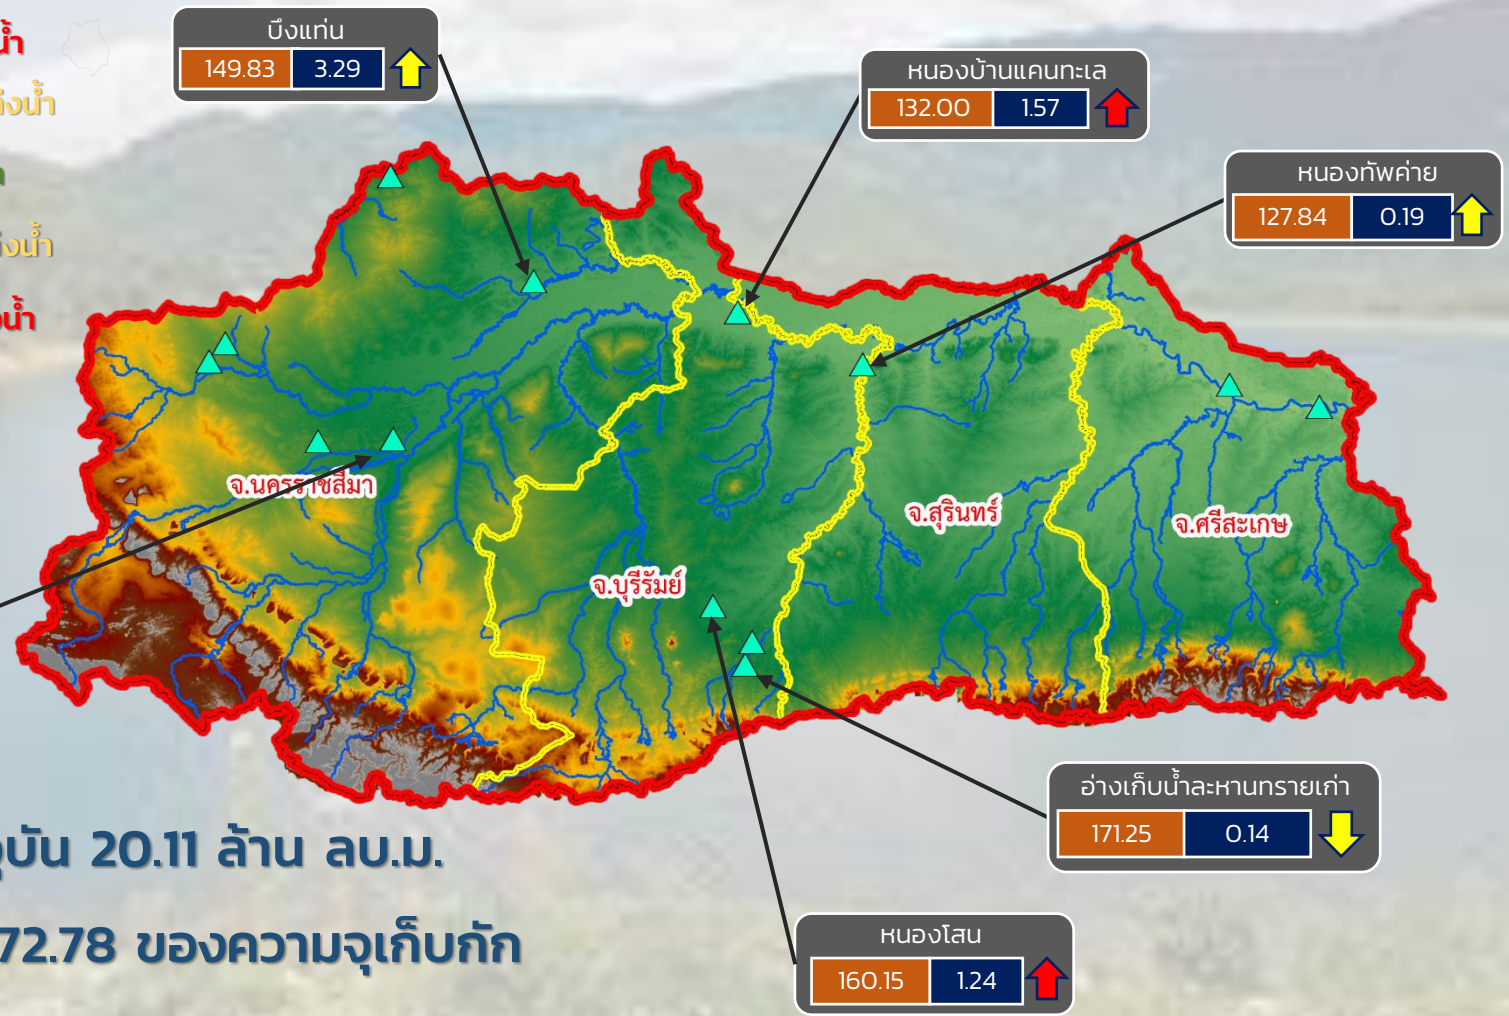 บึงแท่น
149.83 3.29
หนองบ้านแคนทะเล
132.00 1.57
หนองทัพค่าย
127.84 0.19
จ.นครราชสีมา
จ.บุรีรัมย์
จ.สุรินทร์
จ.ศรีสะเกษ
อ่างเก็บน้ำละหานทรายเก่า
171.25 0.14
20.11 ล้าน ลบ.ม.
72.78 ของความจุเก็บกัก
หนองโสน
160.15 1.24